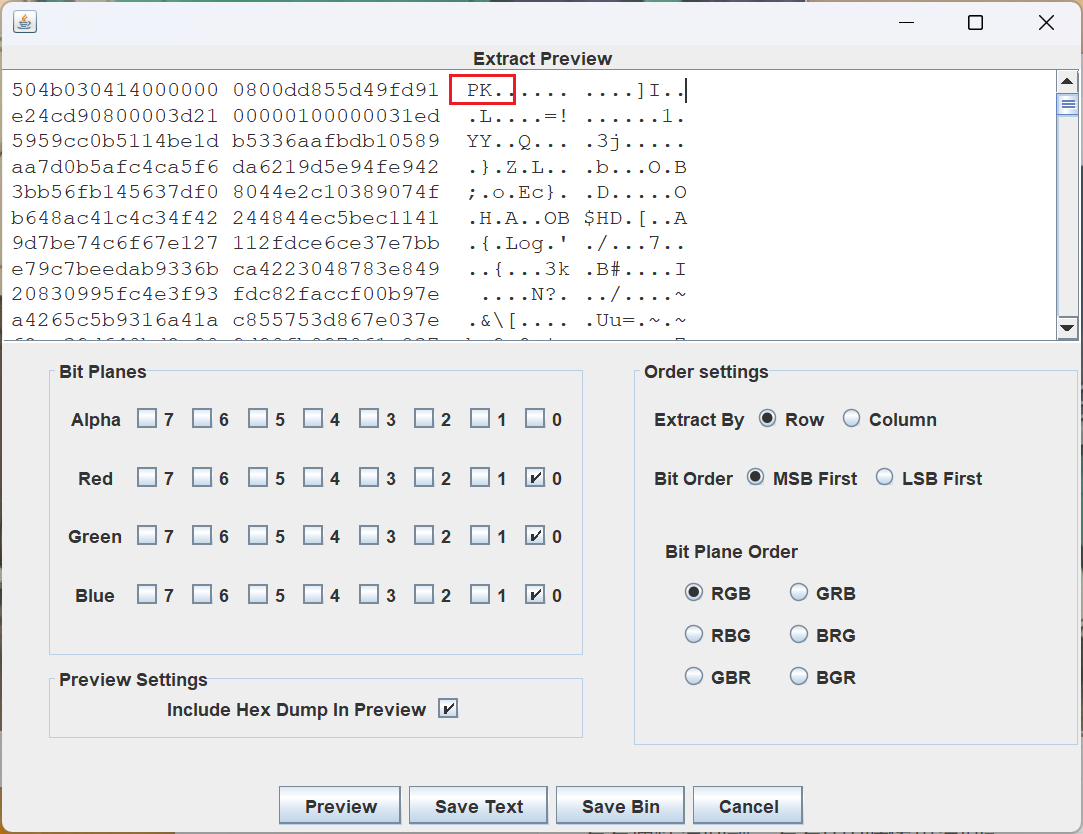 Extract Preview
504b030414000000 0800dd855d49fd91 PK...... ....]I..
e24cd90800003d21 00000100000031ed .L....=! ......1.
5959cc0b5114be1d b5336aafbdb10589 YY..Q... .3j.....
aa7d0b5afc4ca5f6 da6219d5e94fe942 .}.Z.L.. .b...O.B
3bb56fb145637df0 8044e2c10389074f ;.o.Ec}. .D.....O
b648ac41c4c34f42 244844ec5bec1141 .H.A..OB $HD.[..A
9d7be74c6f67e127 112fdce6ce37e7bb .{.Log.' ./...7..
e79c7beedab9336b ca4223048783e849 ..{...3k .B#....I
20830995fc4e3f93 fdc82faccf00b97e ....N?. ../....~
a4265c5b9316a41a c855753d867e037e .&\[.... .Uu=.~.~
Bit Planes
Alpha 7 6 5 4 3 2 1 0
Red 7 6 5 4 3 2 1 0
Green 7 6 5 4 3 2 1 0
Blue 7 6 5 4 3 2 1 0
Preview Settings
Include Hex Dump In Preview
Order settings
Extract By Row Column
Bit Order MSB First LSB First
Bit Plane Order
RGB GRB
RBG BRG
GBR BGR
Preview Save Text Save Bin Cancel